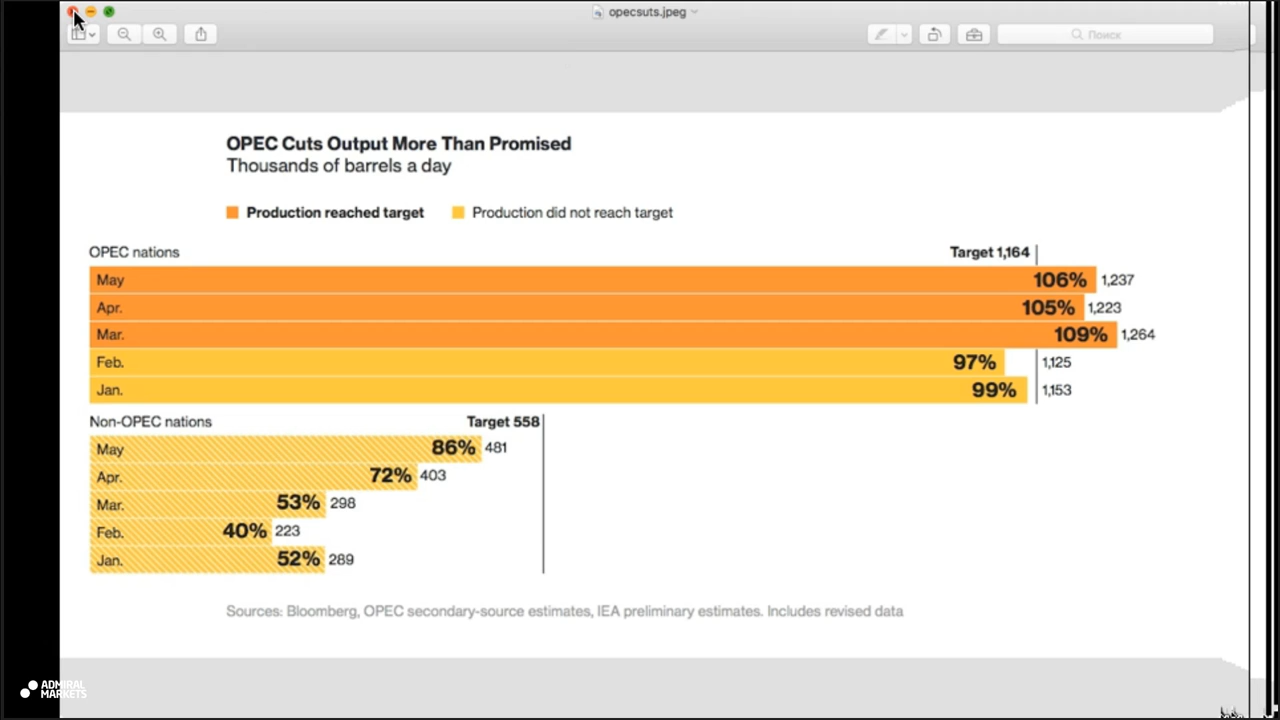 opecsuts.jpeg
Поиск
OPEC Cuts Output More Than Promised
Thousands of barrels a day
Production reached target Production did not reach target
OPEC nations Target 1,164
May 106% 1,237
Apr. 105% 1,223
Mar. 109% 1,264
Feb. 97% 1,125
Jan. 99% 1,153
Non-OPEC nations Target 558
May 86% 481
Apr. 72% 403
Mar. 53% 298
Feb. 40% 223
Jan. 52% 289
Sources: Bloomberg, OPEC secondary-source estimates, IEA preliminary estimates. Includes revised data
ADMIRAL
MARKETS